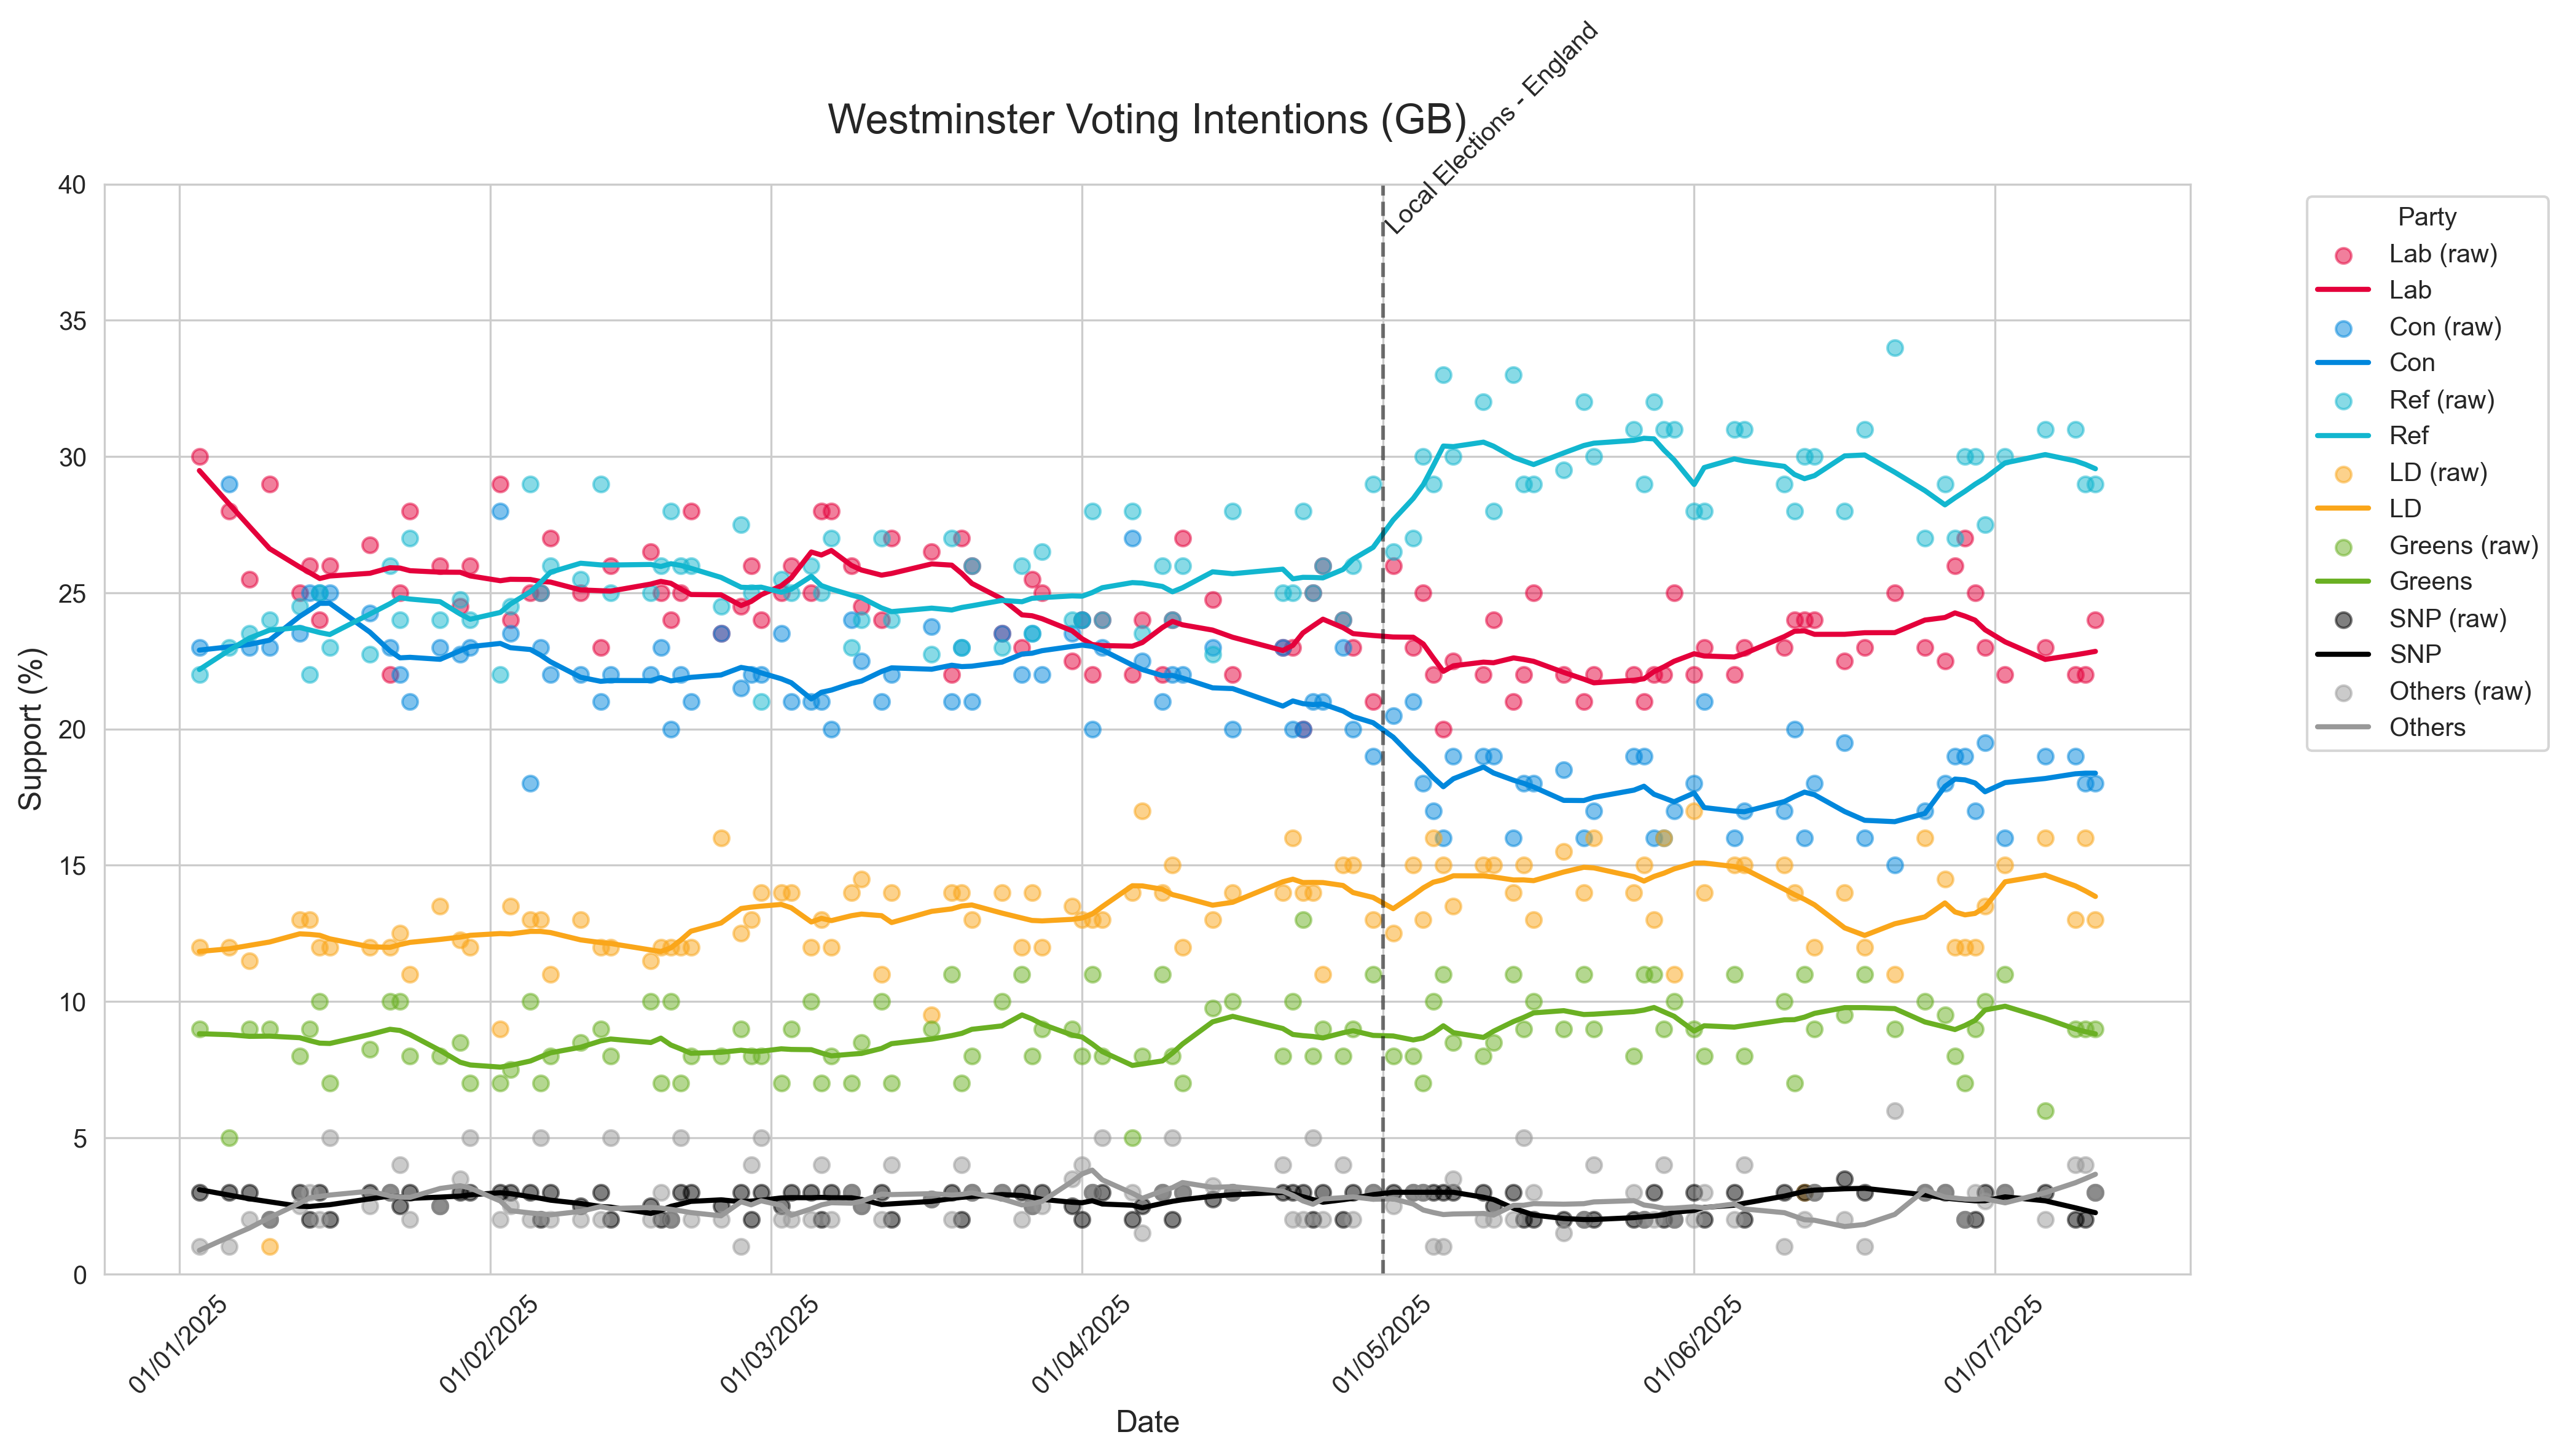 Local Elections - England
Westminster Voting Intentions (GB)
40
35
30
25
20
15
10
5
0
Support (%)
01/01/2025
01/02/2025
01/03/2025
01/04/2025
01/05/2025
01/06/2025
01/07/2025
Date
Party
Lab (raw)
Lab
Con (raw)
Con
Ref (raw)
Ref
LD (raw)
LD
Greens (raw)
Greens
SNP (raw)
SNP
Others (raw)
Others